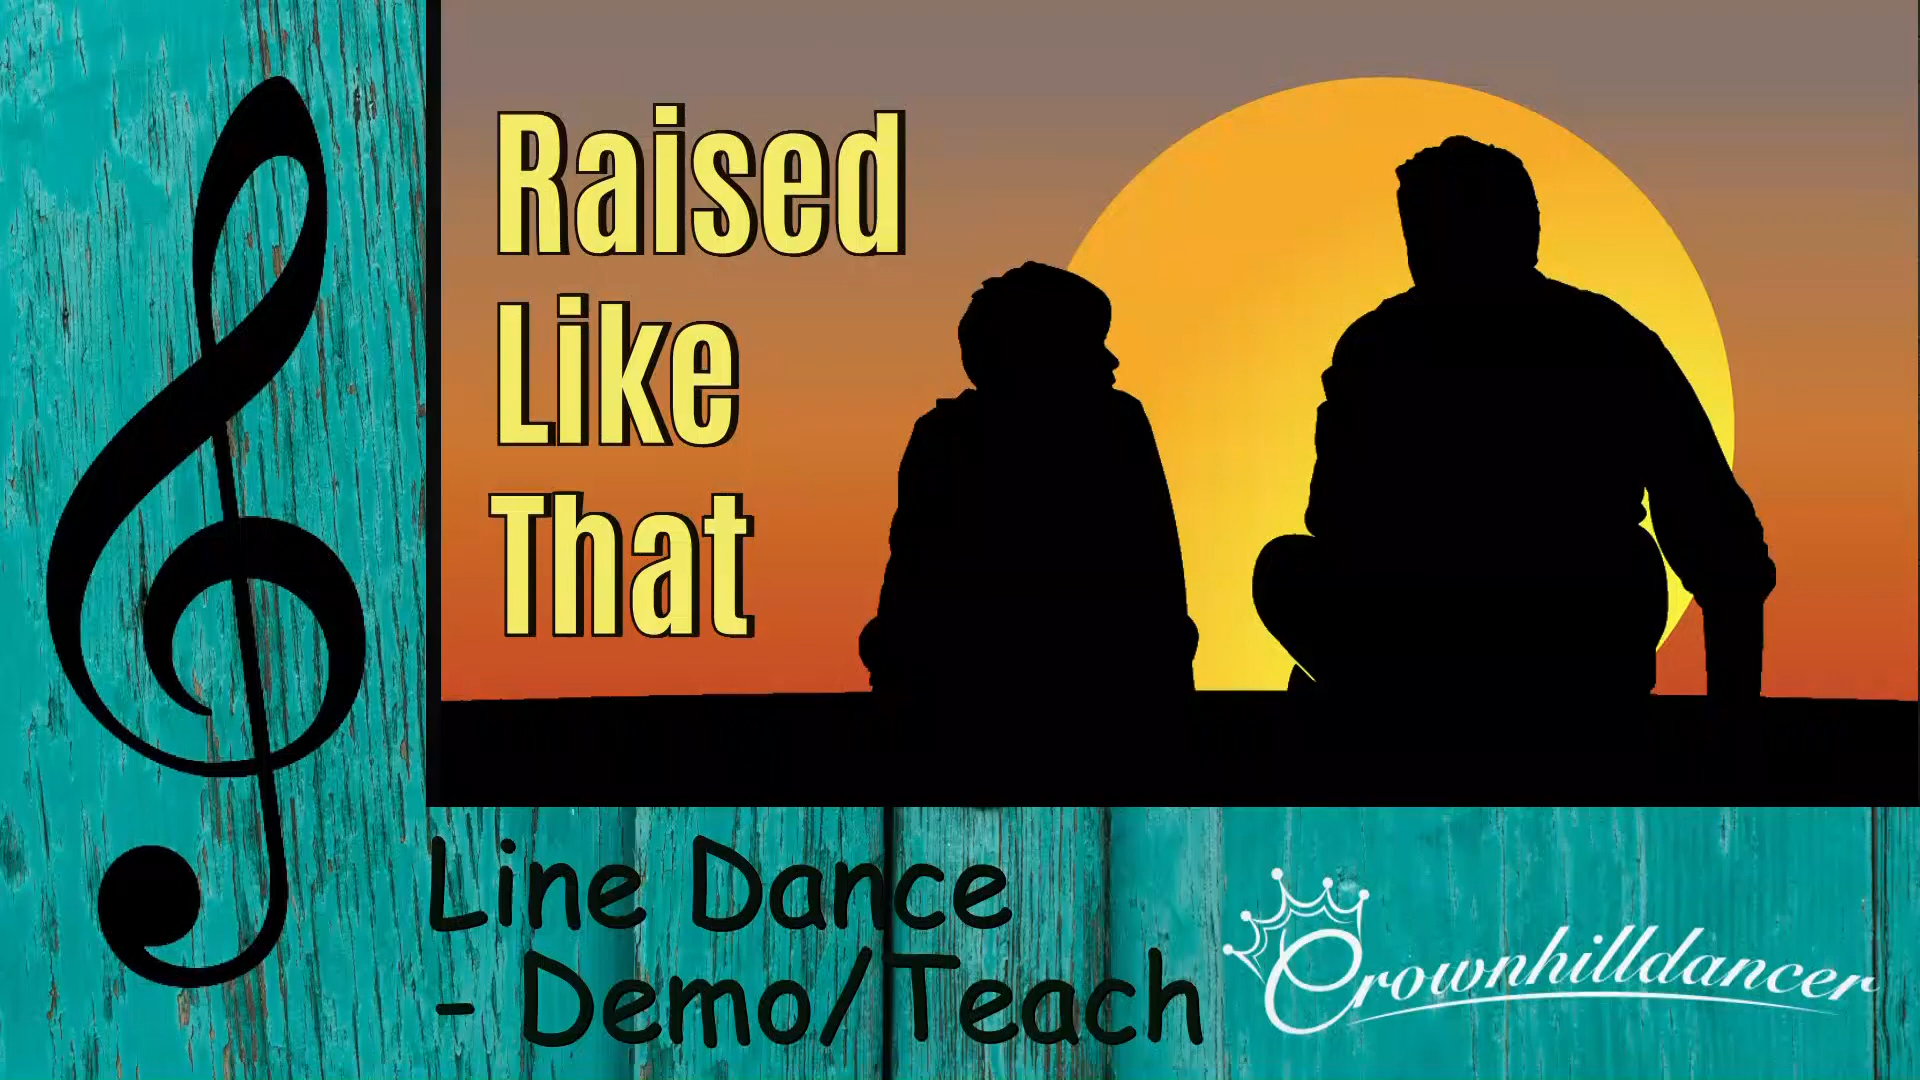 Raised
Like
That
Line Dance
- Demo/Teach
Crownhilldancer